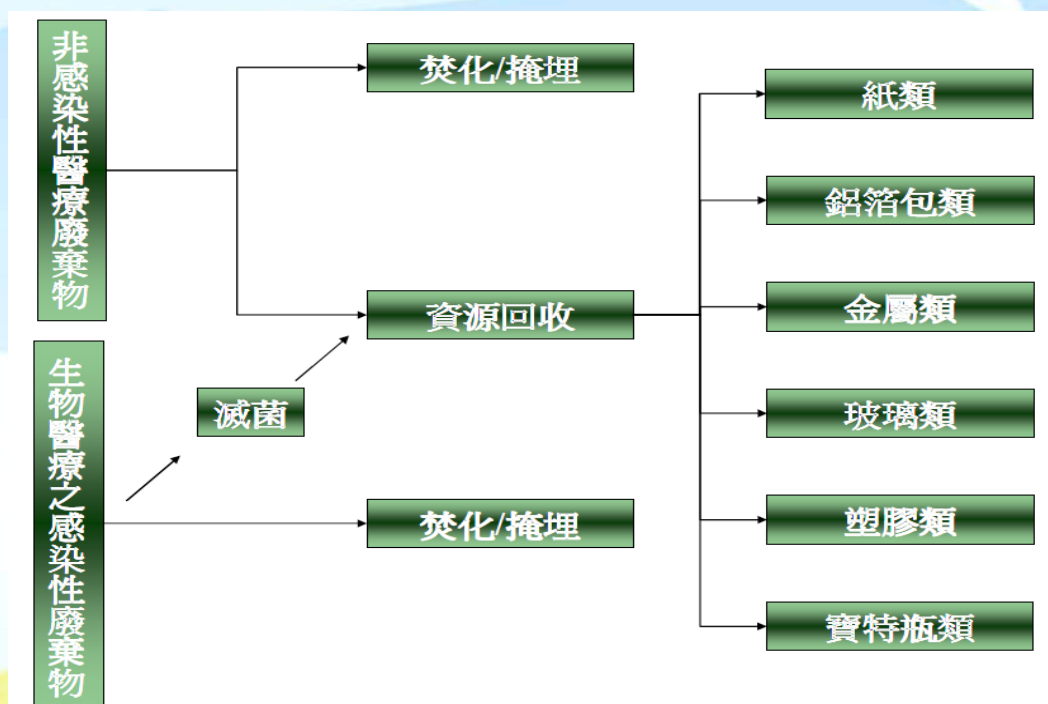 非感染性醫療廢棄物
焚化/掩埋
資源回收
生物醫療之感染性廢棄物
滅菌
焚化/掩埋
紙類
鋁箔包類
金屬類
玻璃類
塑膠類
寶特瓶類